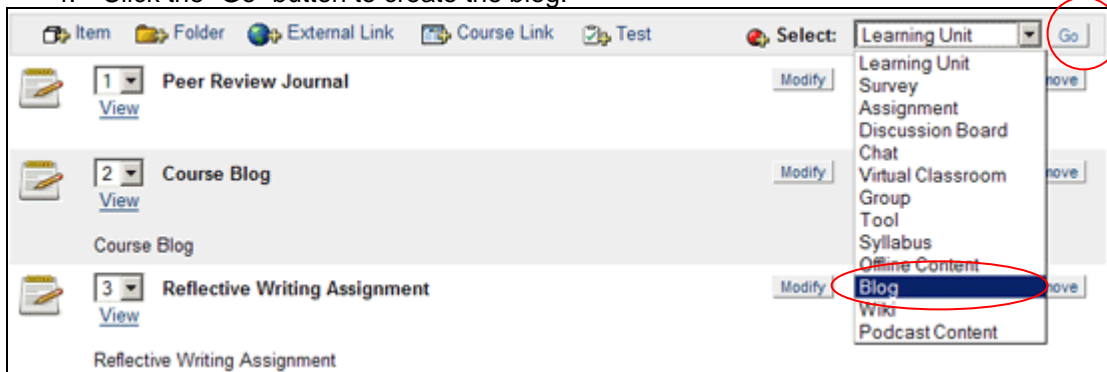 Click the "Go" button to create the blog.
Item Folder External Link Course Link Test Select: Learning Unit Go
Learning Unit
1 Peer Review Journal Modify Survey
View Assignment
Discussion Board
Chat
2 Course Blog Modify Virtual Classroom
View Group
Tool
Course Blog Syllabus
Offline Content
3 Reflective Writing Assignment Modify Blog
View Wiki
Podcast Content
Reflective Writing Assignment